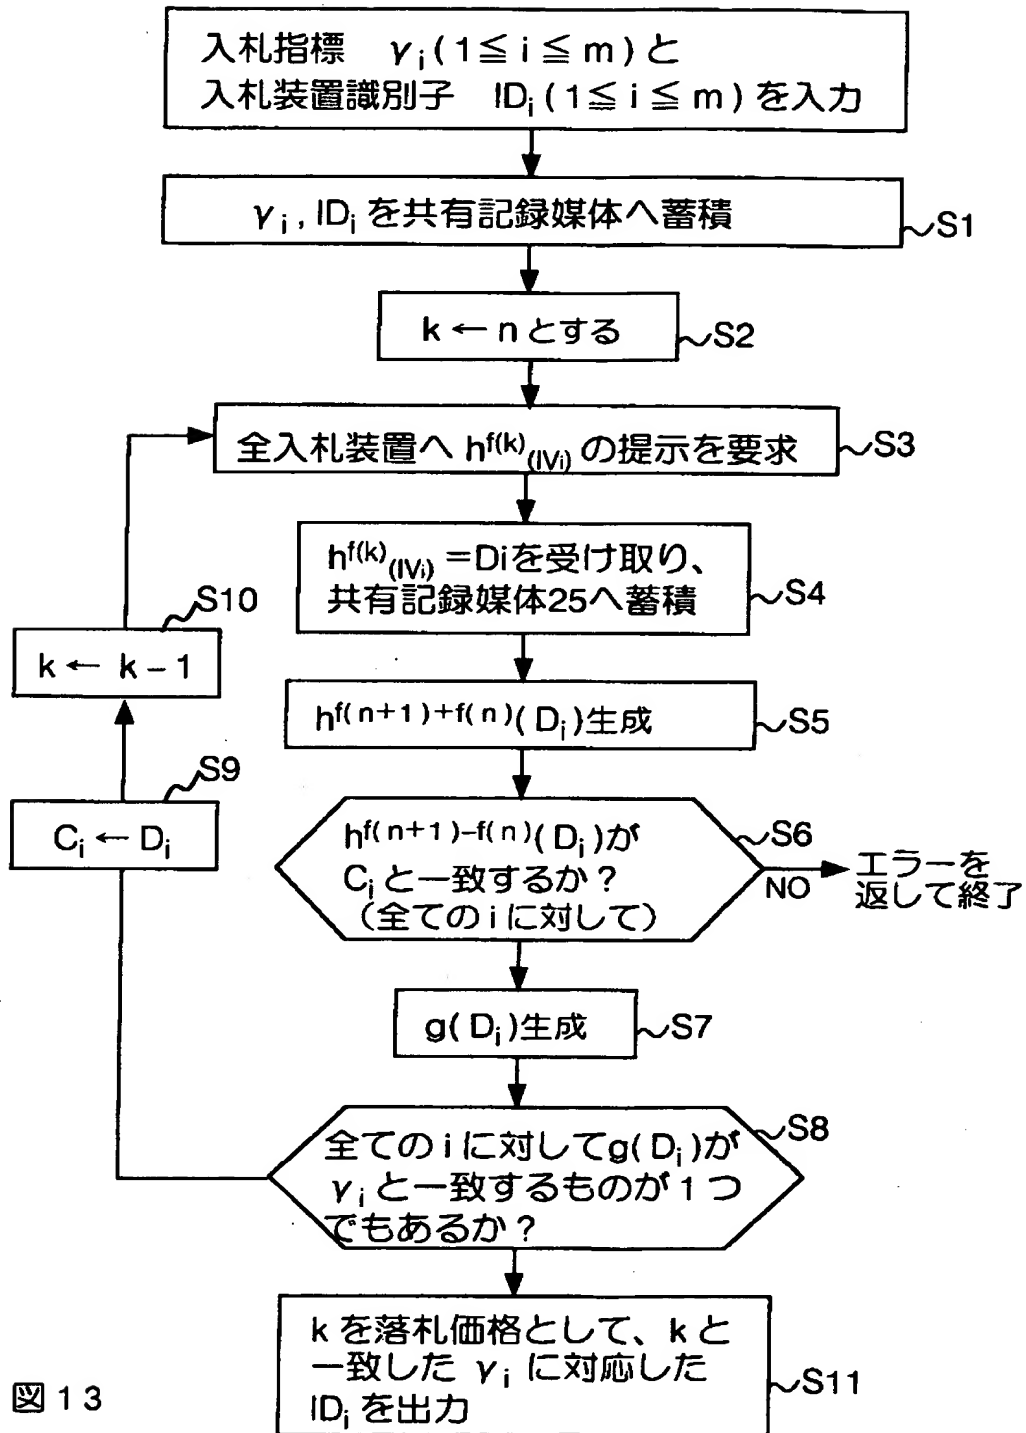 入札指標 γi(1≦i≦m)と
入札装置識別子 IDi(1≦i≦m)を入力
γi,IDiを共有記録媒体へ蓄積
S1
k←nとする
S2
全入札装置へhf(k)(IVi)の提示を要求
S3
hf(k)(IVi)=Diを受け取り、
共有記録媒体25へ蓄積
S4
S10
k←k-1
hf(n+1)+f(n)(Di)生成
S5
S9
Ci←Di
hf(n+1)-f(n)(Di)が
Ciと一致するか?
(全てのiに対して)
S6
NO
エラーを
返して終了
g(Di)生成
S7
全てのiに対してg(Di)が
γiと一致するものが1つ
でもあるか?
S8
kを落札価格として、kと
一致したγiに対応した
IDiを出力
S11
図13